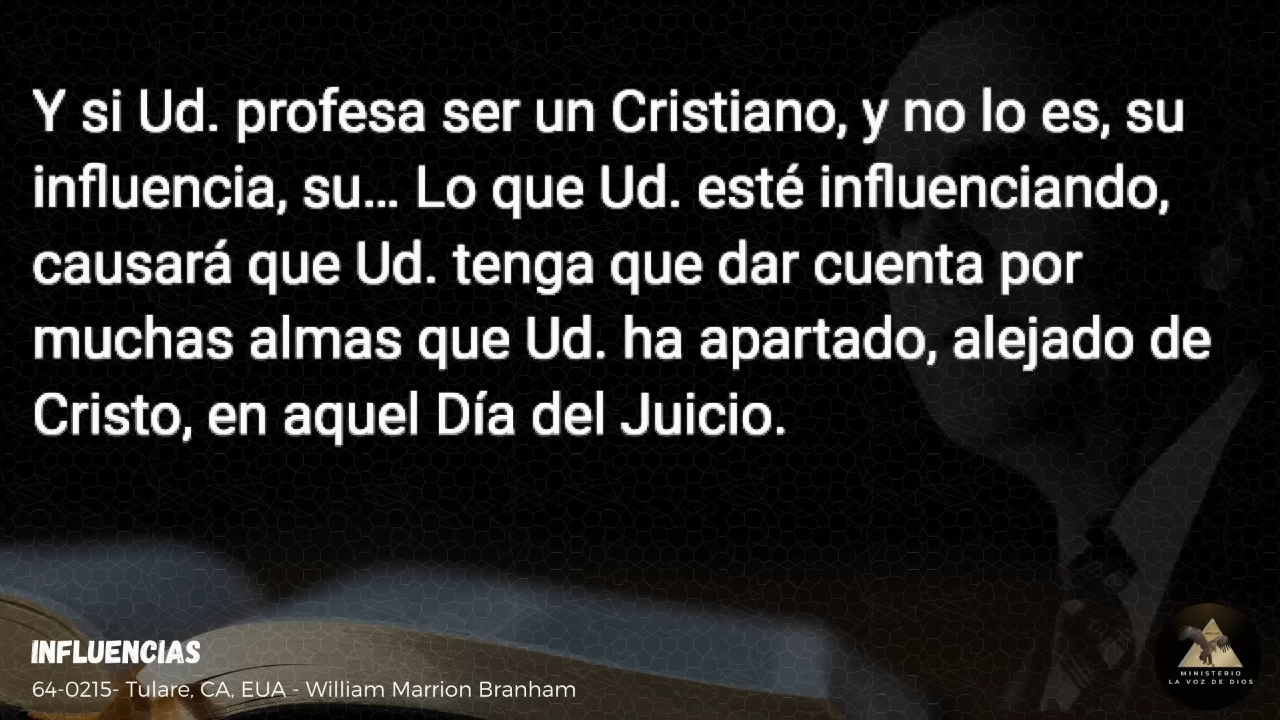 Y si Ud. profesa ser un Cristiano, y no lo es, su
influencia, su... Lo que Ud. esté influenciando,
causará que Ud. tenga que dar cuenta por
muchas almas que Ud. ha apartado, alejado de
Cristo, en aquel Día del Juicio.
INFLUENCIAS
64-0215- Tulare, CA, EUA - William Marrion Branham
MINISTERIO
LA VOZ DE DIOS